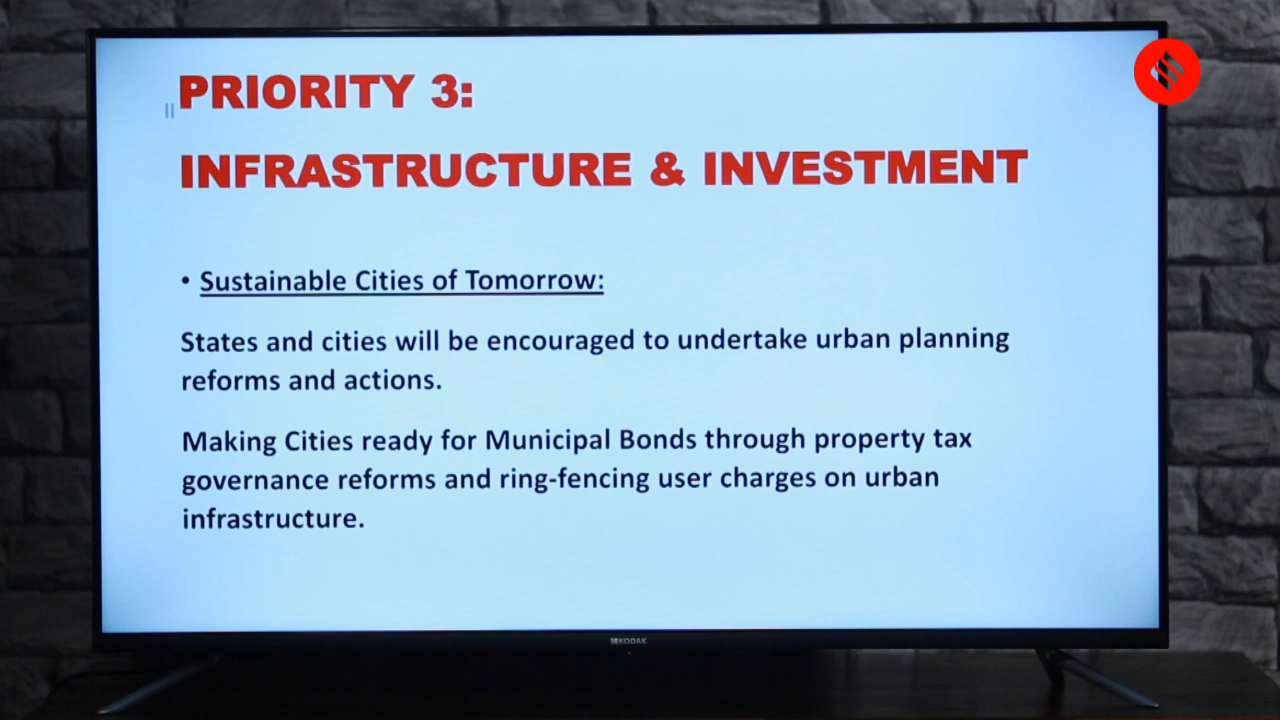 PRIORITY 3:
INFRASTRUCTURE & INVESTMENT
• Sustainable Cities of Tomorrow:
States and cities will be encouraged to undertake urban planning
reforms and actions.
Making Cities ready for Municipal Bonds through property tax
governance reforms and ring-fencing user charges on urban
infrastructure.
KODAK